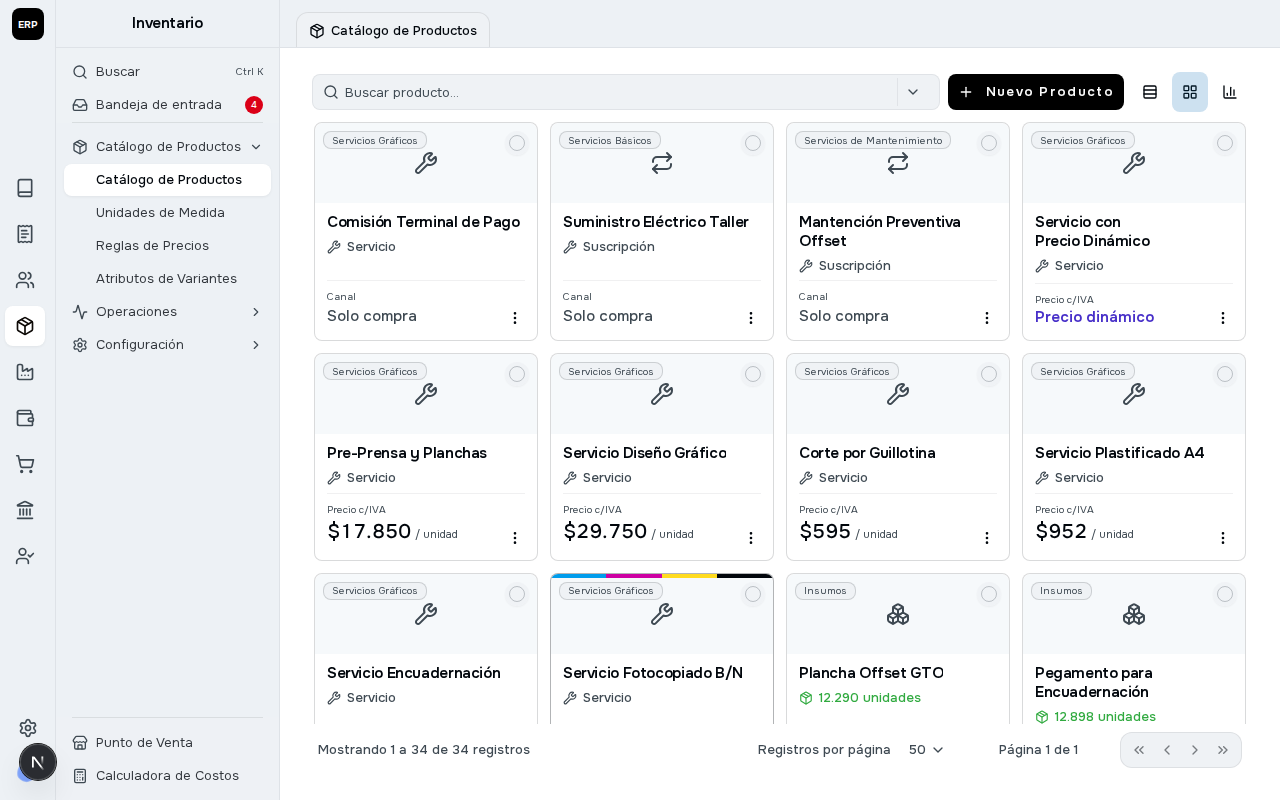 ERP
Inventario
Catálogo de Productos
Buscar
Ctrl K
Bandeja de entrada
4
Catálogo de Productos
Catálogo de Productos
Unidades de Medida
Reglas de Precios
Atributos de Variantes
Operaciones
Configuración
Punto de Venta
Calculadora de Costos
N
Buscar producto...
Nuevo Producto
Servicios Gráficos
Comisión Terminal de Pago
Servicio
Canal
Solo compra
Servicios Básicos
Suministro Eléctrico Taller
Suscripción
Canal
Solo compra
Servicios de Mantenimiento
Mantención Preventiva
Offset
Suscripción
Canal
Solo compra
Servicios Gráficos
Servicio con
Precio Dinámico
Servicio
Precio c/IVA
Precio dinámico
Servicios Gráficos
Pre-Prensa y Planchas
Servicio
Precio c/IVA
$17.850 / unidad
Servicios Gráficos
Servicio Diseño Gráfico
Servicio
Precio c/IVA
$29.750 / unidad
Servicios Gráficos
Corte por Guillotina
Servicio
Precio c/IVA
$595 / unidad
Servicios Gráficos
Servicio Plastificado A4
Servicio
Precio c/IVA
$952 / unidad
Servicios Gráficos
Servicio Encuadernación
Servicio
Servicios Gráficos
Servicio Fotocopiado B/N
Servicio
Insumos
Plancha Offset GTO
12.290 unidades
Insumos
Pegamento para
Encuadernación
12.898 unidades
Mostrando 1 a 34 de 34 registros
Registros por página
50
Página 1 de 1